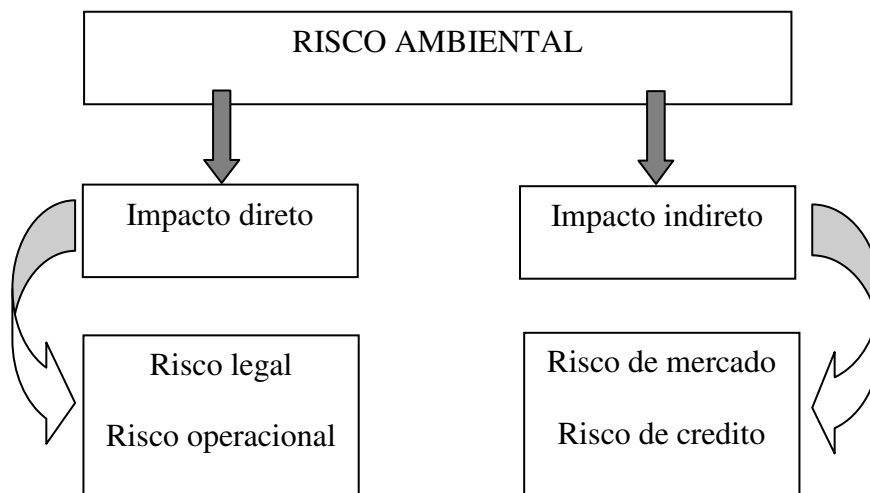 RISCO AMBIENTAL
Impacto direto
Impacto indireto
Risco legal
Risco operacional
Risco de mercado
Risco de credito